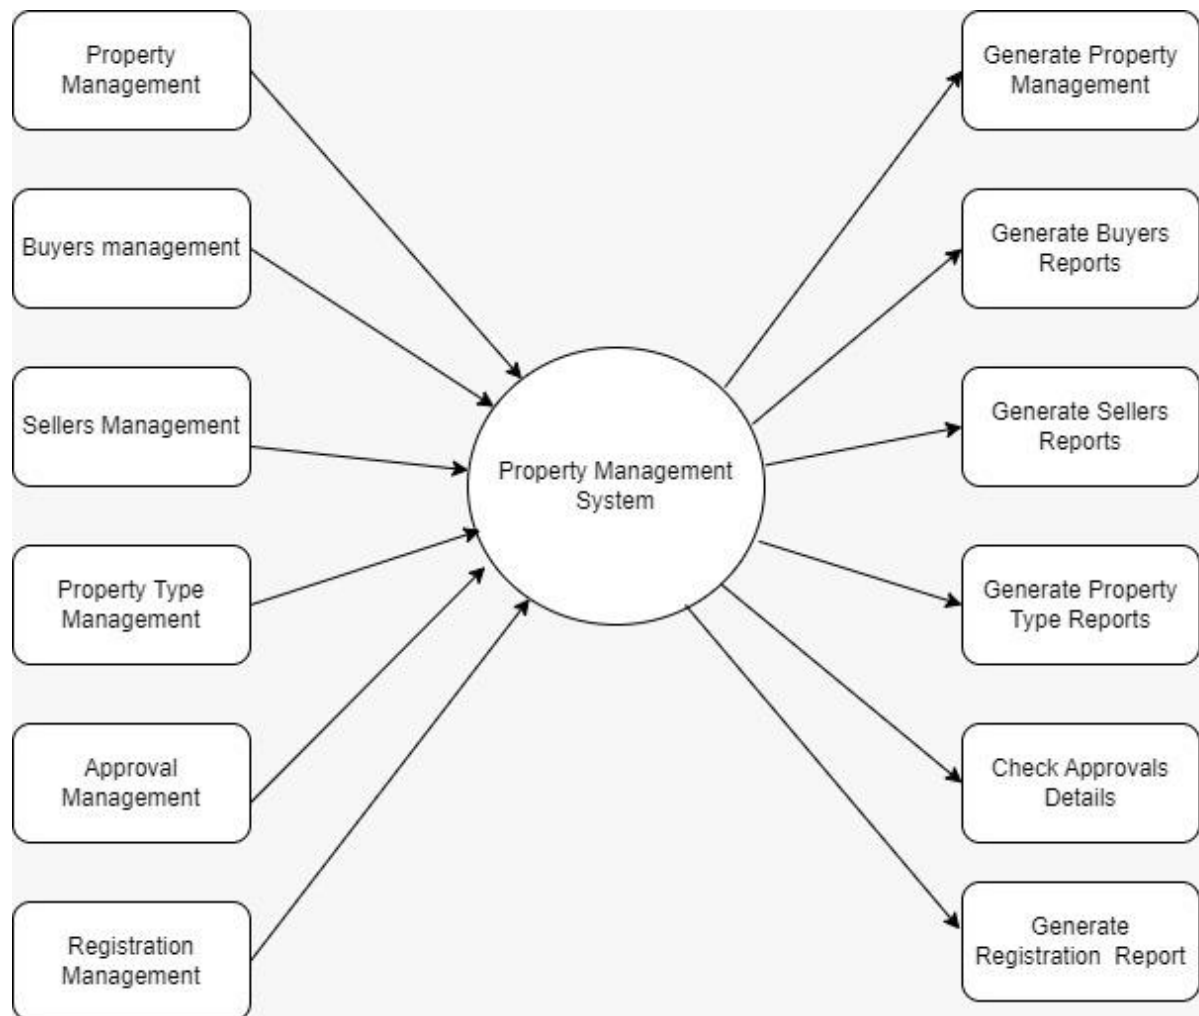 Property
Management
Buyers management
Sellers Management
Property Type
Management
Approval
Management
Registration
Management
Property Management
System
Generate Property
Management
Generate Buyers
Reports
Generate Sellers
Reports
Generate Property
Type Reports
Check Approvals
Details
Generate
Registration  Report